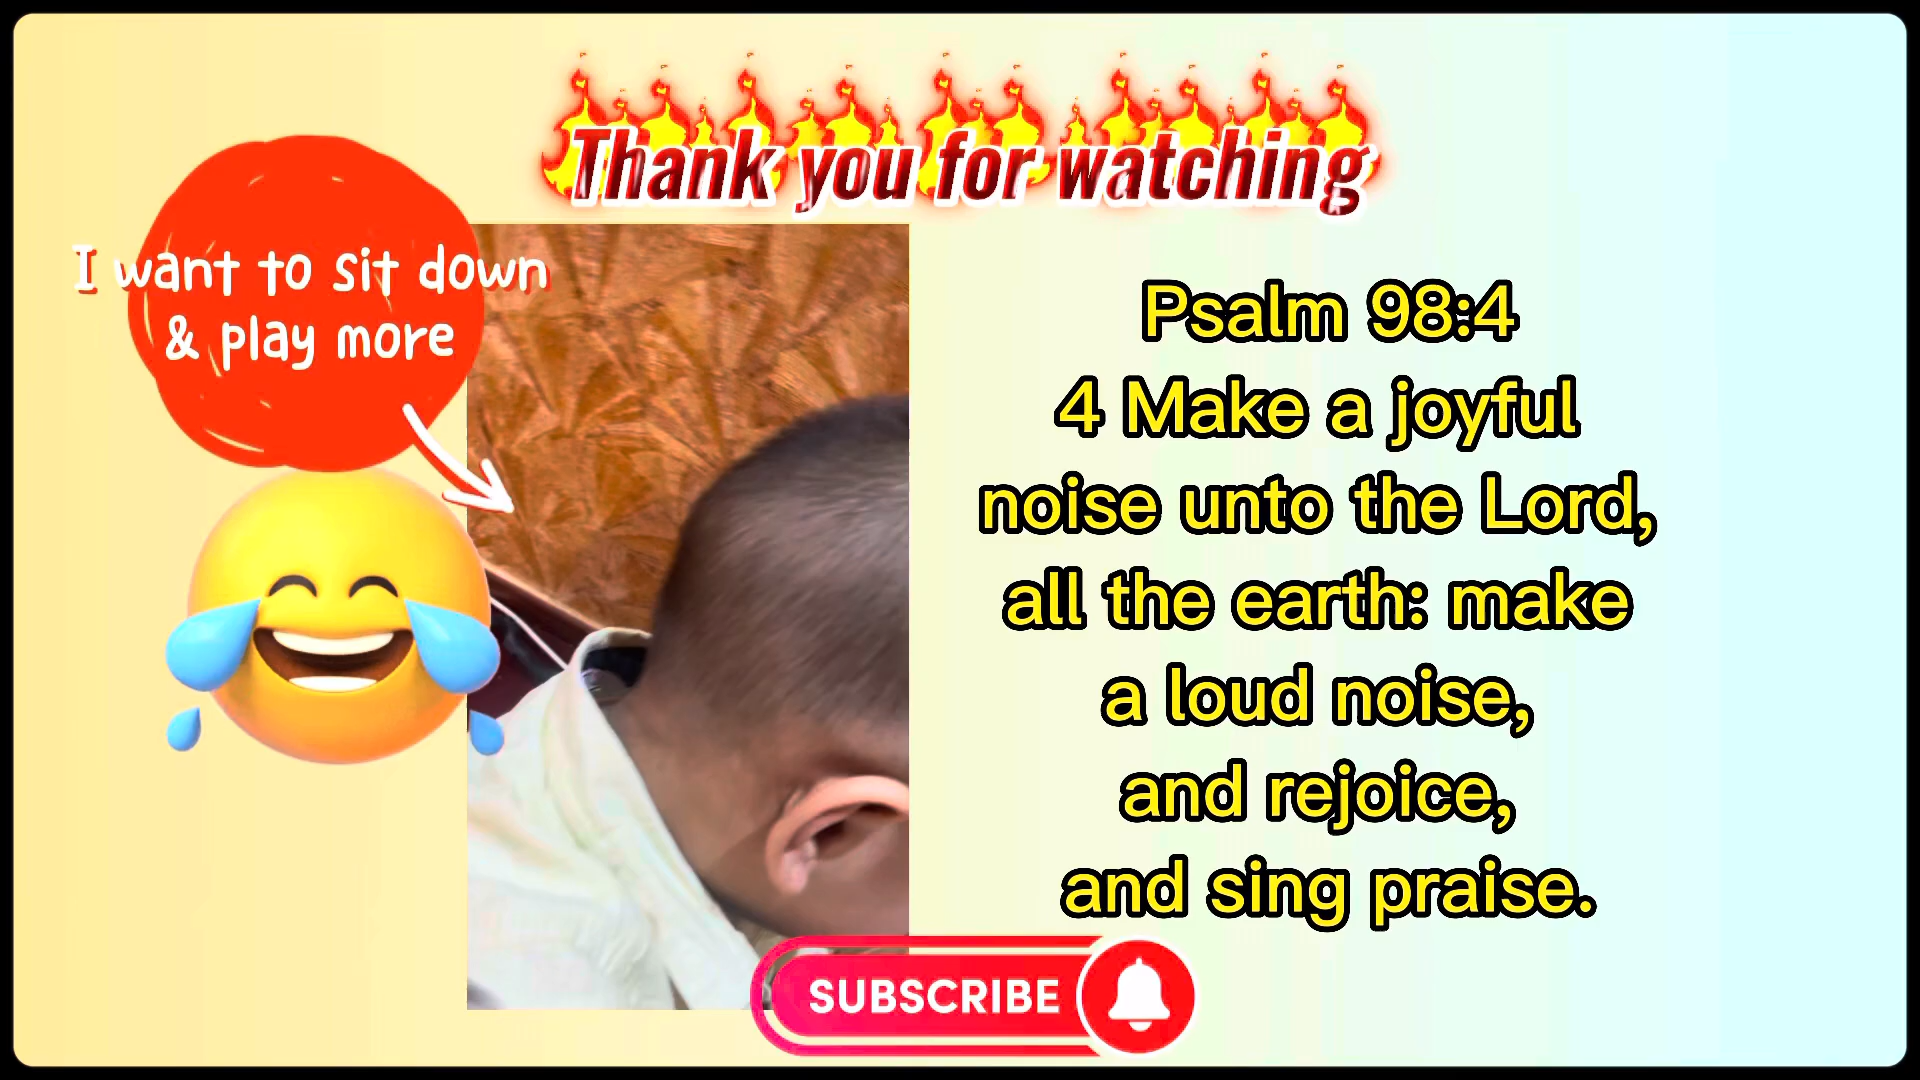 Thank you for watching
I want to sit down
& play more
Psalm 98:4
4 Make a joyful
noise unto the Lord,
all the earth: make
a loud noise,
and rejoice,
and sing praise.
SUBSCRIBE